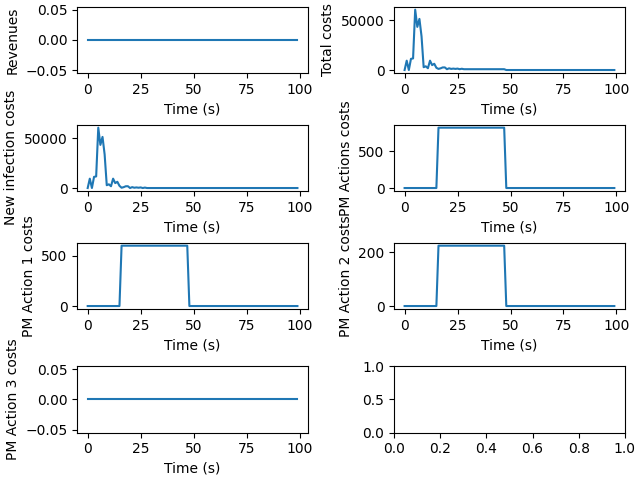 Revenues
0.05
0.00
−0.05
0 25 50 75 100
Time (s)
Total costs
50000
0
0 25 50 75 100
Time (s)
New infection costs
50000
0
0 25 50 75 100
Time (s)
PM Actions costs
500
0
0 25 50 75 100
Time (s)
PM Action 1 costs
500
0
0 25 50 75 100
Time (s)
PM Action 2 costs
200
0
0 25 50 75 100
Time (s)
PM Action 3 costs
0.05
0.00
−0.05
0 25 50 75 100
Time (s)
1.0
0.5
0.0
0.0 0.2 0.4 0.6 0.8 1.0